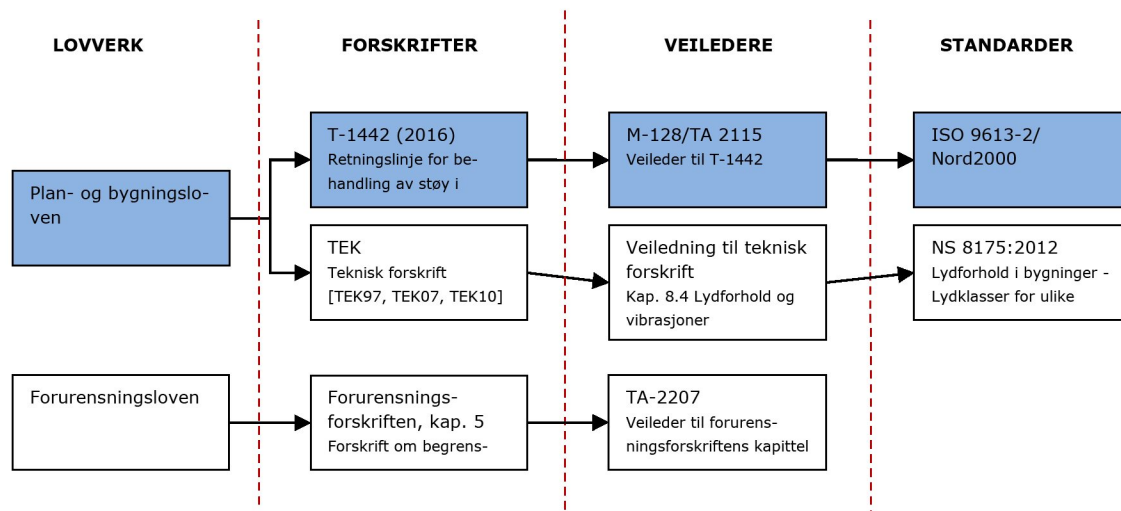 LOVVERK
FORSKRIFTER
VEILEDERE
STANDARDER
Plan- og bygningslo-
ven
T-1442 (2016)
Retningslinje for be-
handling av støy i
M-128/TA 2115
Veileder til T-1442
ISO 9613-2/
Nord2000
TEK
Teknisk forskrift
[TEK97, TEK07, TEK10]
Veiledning til teknisk
forskrift
Kap. 8.4 Lydforhold og
vibrasjoner
NS 8175:2012
Lydforhold i bygninger -
Lydklasser for ulike
Forurensningsloven
Forurensnings-
forskriften, kap. 5
Forskrift om begrens-
TA-2207
Veileder til forurens-
ningsforskriftens kapittel